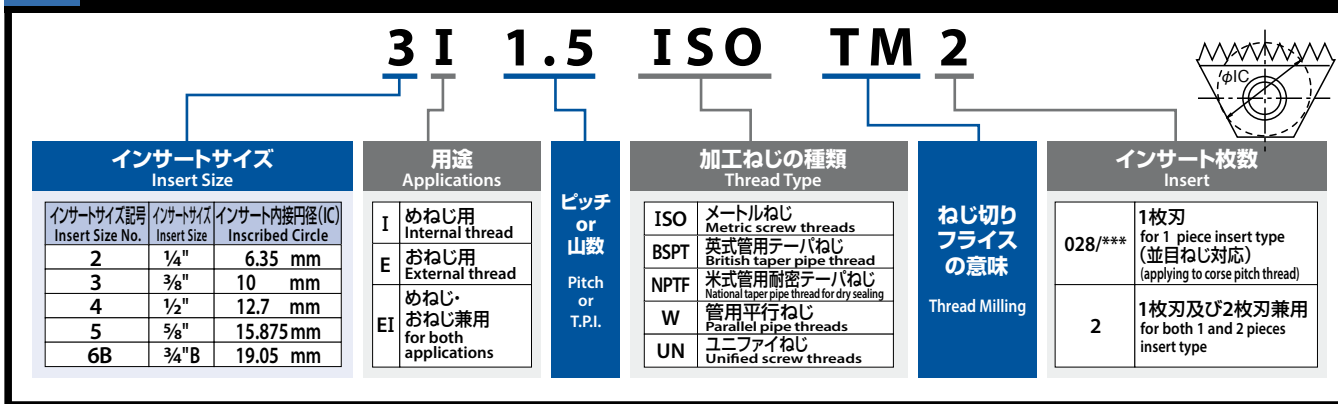 3 I 1.5 ISO TM 2
φIC
インサートサイズ
Insert Size
インサートサイズ記号 インサートサイズ インサート内接円径(IC)
Insert Size No. Insert Size Inscribed Circle
2 ¼" 6.35 mm
3 ⅜" 10 mm
4 ½" 12.7 mm
5 ⅝" 15.875 mm
6B ¾"B 19.05 mm
用途
Applications
I めねじ用
Internal thread
E おねじ用
External thread
EI めねじ・
おねじ兼用
for both
applications
ピッチ
or
山数
Pitch
or
T.P.I.
加工ねじの種類
Thread Type
ISO メートルねじ
Metric screw threads
BSPT 英式管用テーパねじ
British taper pipe thread
NPTF 米式管用耐密テーパねじ
National taper pipe thread for dry sealing
W 管用平行ねじ
Parallel pipe threads
UN ユニファイねじ
Unified screw threads
ねじ切り
フライス
の意味
Thread Milling
インサート枚数
Insert
028/*** 1枚刃
for 1 piece insert type
(並目ねじ対応)
(applying to corse pitch thread)
2 1枚刃及び2枚刃兼用
for both 1 and 2 pieces
insert type